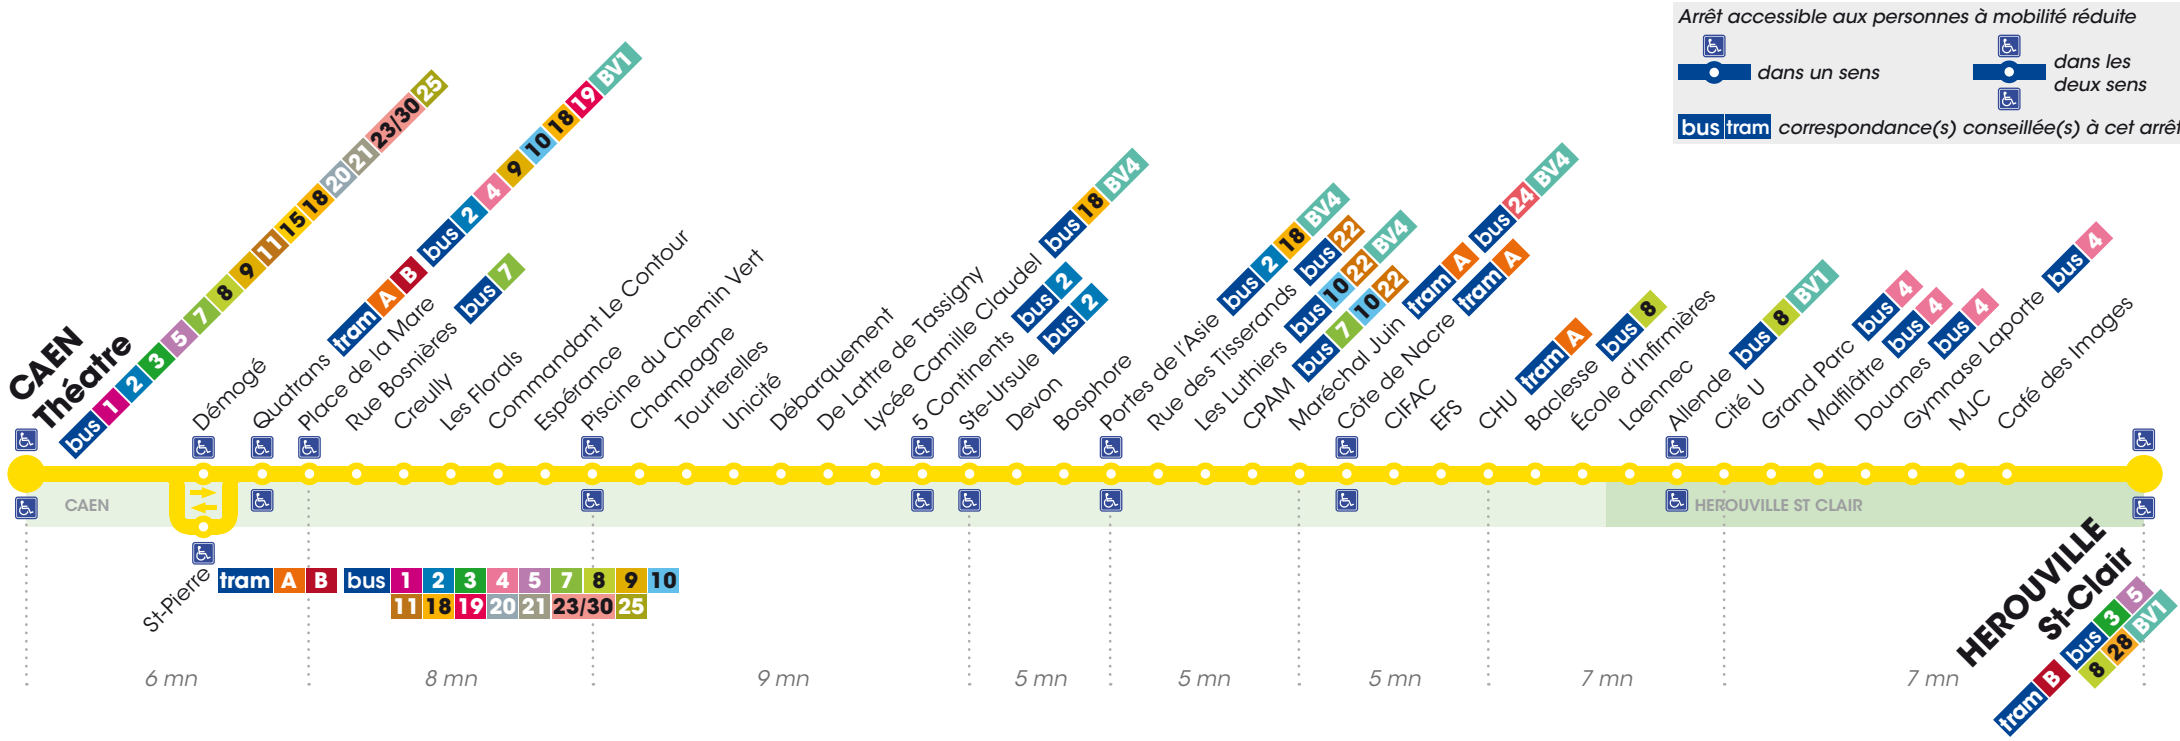 Arrêt accessible aux personnes à mobilité réduite
dans un sens
dans les
deux sens
bus tram correspondance(s) conseillée(s) à cet arrêt
CAEN
Théatre
bus 1 2 3 5 7 8 9 11 15 18 20 21 23/30 25
Démogé
Quatrans tram A B bus 2 4 9 10 18 19 BV1
Place de la Mare
Rue Bosnières bus 7
Creully
Les Florals
Commandant Le Contour
Espérance
Piscine du Chemin Vert
Champagne
Tourterelles
Unicité
Débarquement
De Lattre de Tassigny
Lycée Camille Claudel bus 18 BV4
5 Continents bus 2
Ste-Ursule bus 2
Devon
Bosphore
Portes de l'Asie bus 2 18 BV4
Rue des Tisserands bus 22
Les Luthiers bus 10 22 BV4
CPAM bus 7 10 22
Maréchal Juin tram A bus 24 BV4
Côte de Nacre tram A
CIFAC
EFS
CHU tram A
Baclesse bus 8
École d'Infirmières
Laennec
Allende bus 8 BV1
Cité U
Grand Parc bus 4
Malfilâtre bus 4
Douanes bus 4
Gymnase Laporte bus 4
MJC
Café des Images
CAEN
HEROUVILLE ST CLAIR
St-Pierre tram A B bus 1 2 3 4 5 7 8 9 10
11 18 19 20 21 23/30 25
HEROUVILLE
St-Clair
tram B bus 3 5
8 28 BV1
6 mn
8 mn
9 mn
5 mn
5 mn
5 mn
7 mn
7 mn